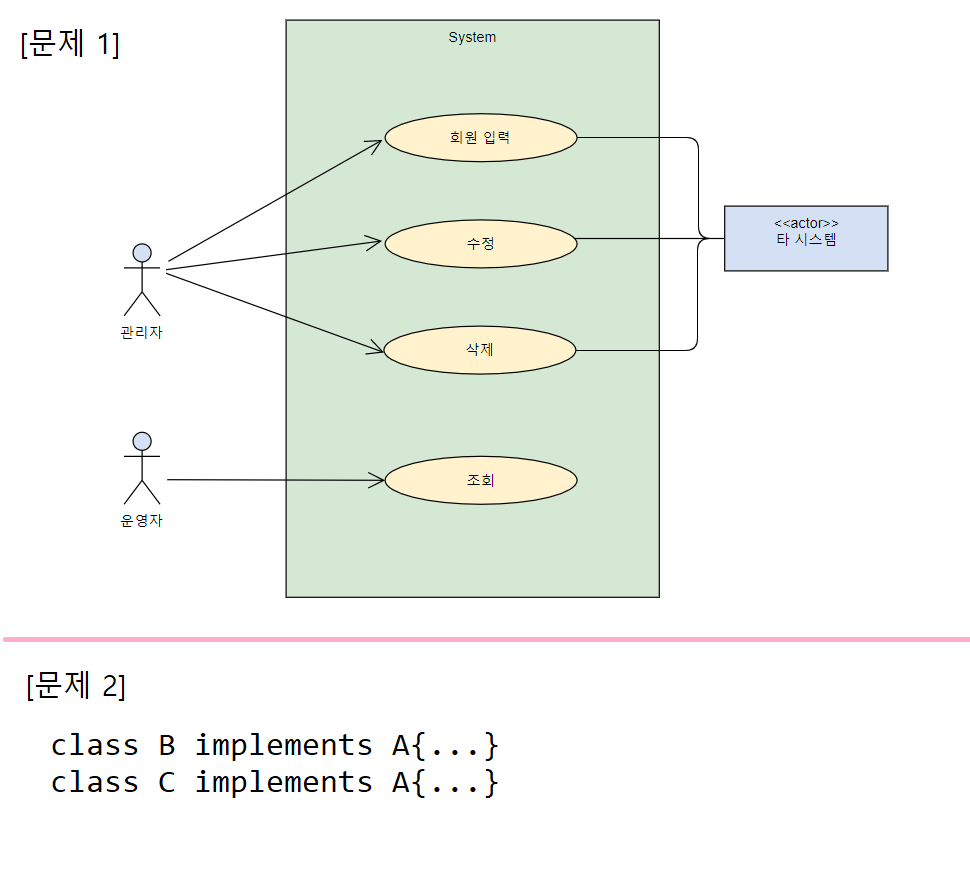 [문제 1]
System
회원 입력
수정
삭제
조회
관리자
운영자
<<actor>>
타 시스템
[문제 2]
class B implements A{...}
class C implements A{...}